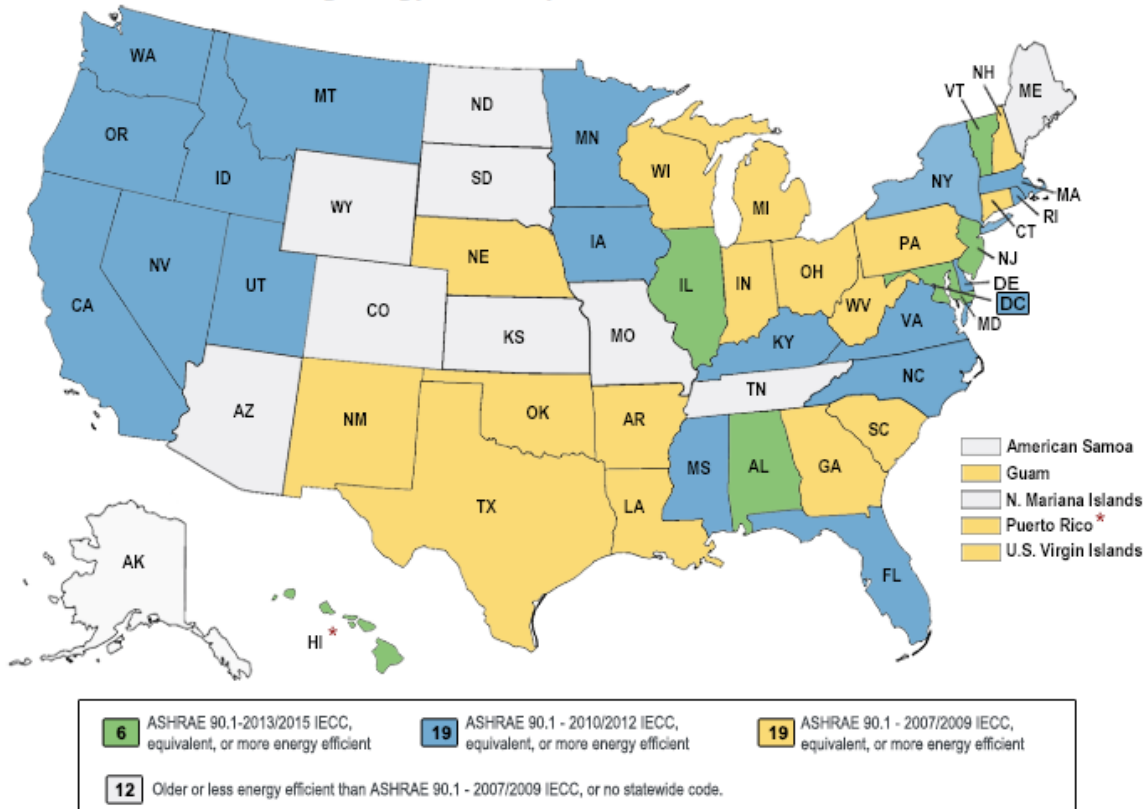 WA
MT
ND
MN
OR
ID
SD
WY
WI
MI
NY
VT
NH
ME
MA
RI
CT
NV
UT
CA
CO
NE
IA
IL
IN
OH
PA
NJ
DE
DC
MD
WV
VA
KS
MO
KY
NC
TN
AZ
NM
OK
AR
SC
MS
AL
GA
TX
LA
FL
AK
HI *
American Samoa
Guam
N. Mariana Islands
Puerto Rico *
U.S. Virgin Islands
6 ASHRAE 90.1-2013/2015 IECC,
equivalent, or more energy efficient
19 ASHRAE 90.1 - 2010/2012 IECC,
equivalent, or more energy efficient
19 ASHRAE 90.1 - 2007/2009 IECC,
equivalent, or more energy efficient
12 Older or less energy efficient than ASHRAE 90.1 - 2007/2009 IECC, or no statewide code.